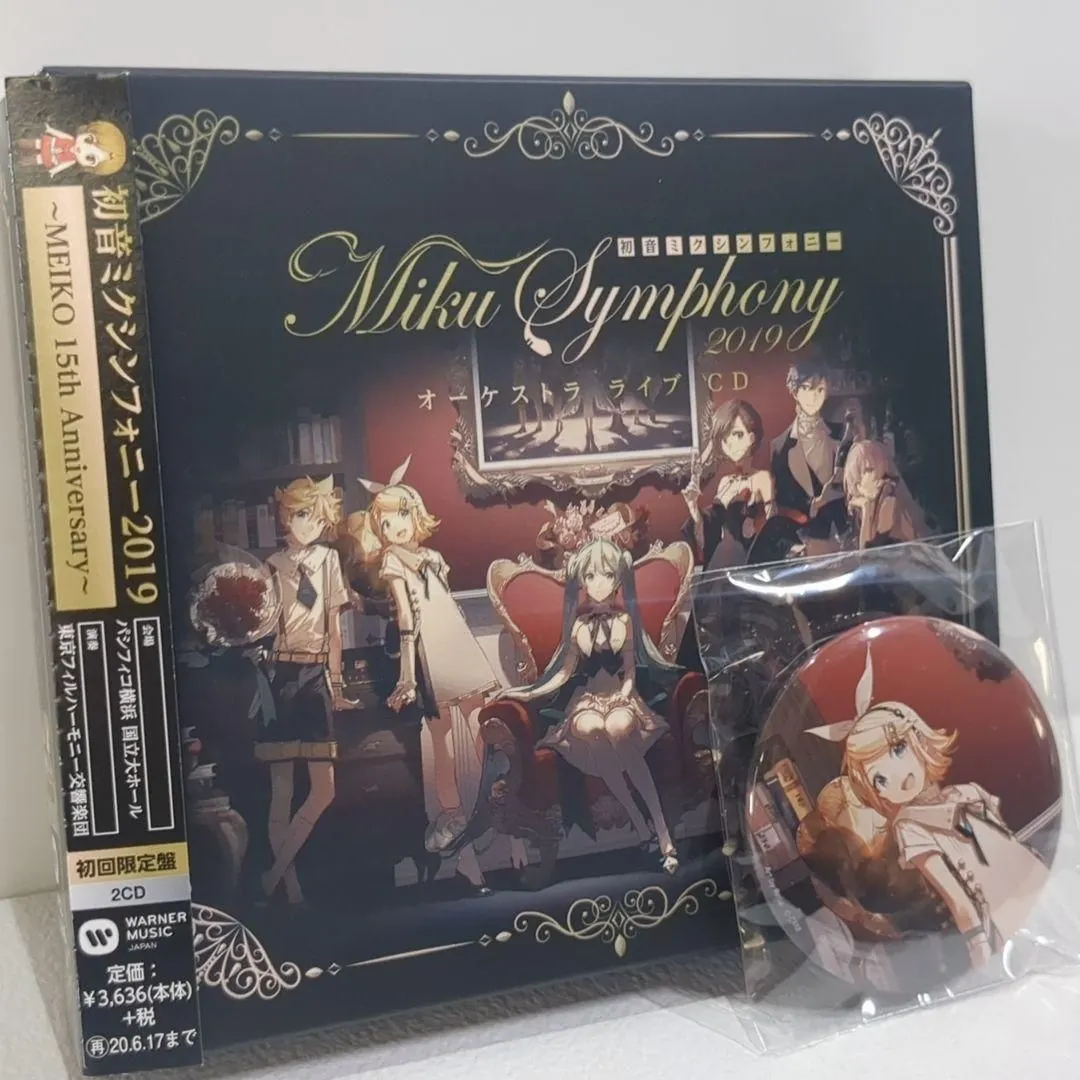 初音ミクシンフォニー2019
~MEIKO 15th Anniversary~
会場
パシフィコ横浜 国立大ホール
演奏
東京フィルハーモニー交響楽団
初回限定盤
2CD
WARNER
MUSIC
JAPAN
定価：
¥3,636(本体)
+税
再20.6.17まで
初音ミクシンフォニー
Miku Symphony
2019
オーケストラ ライブ CD